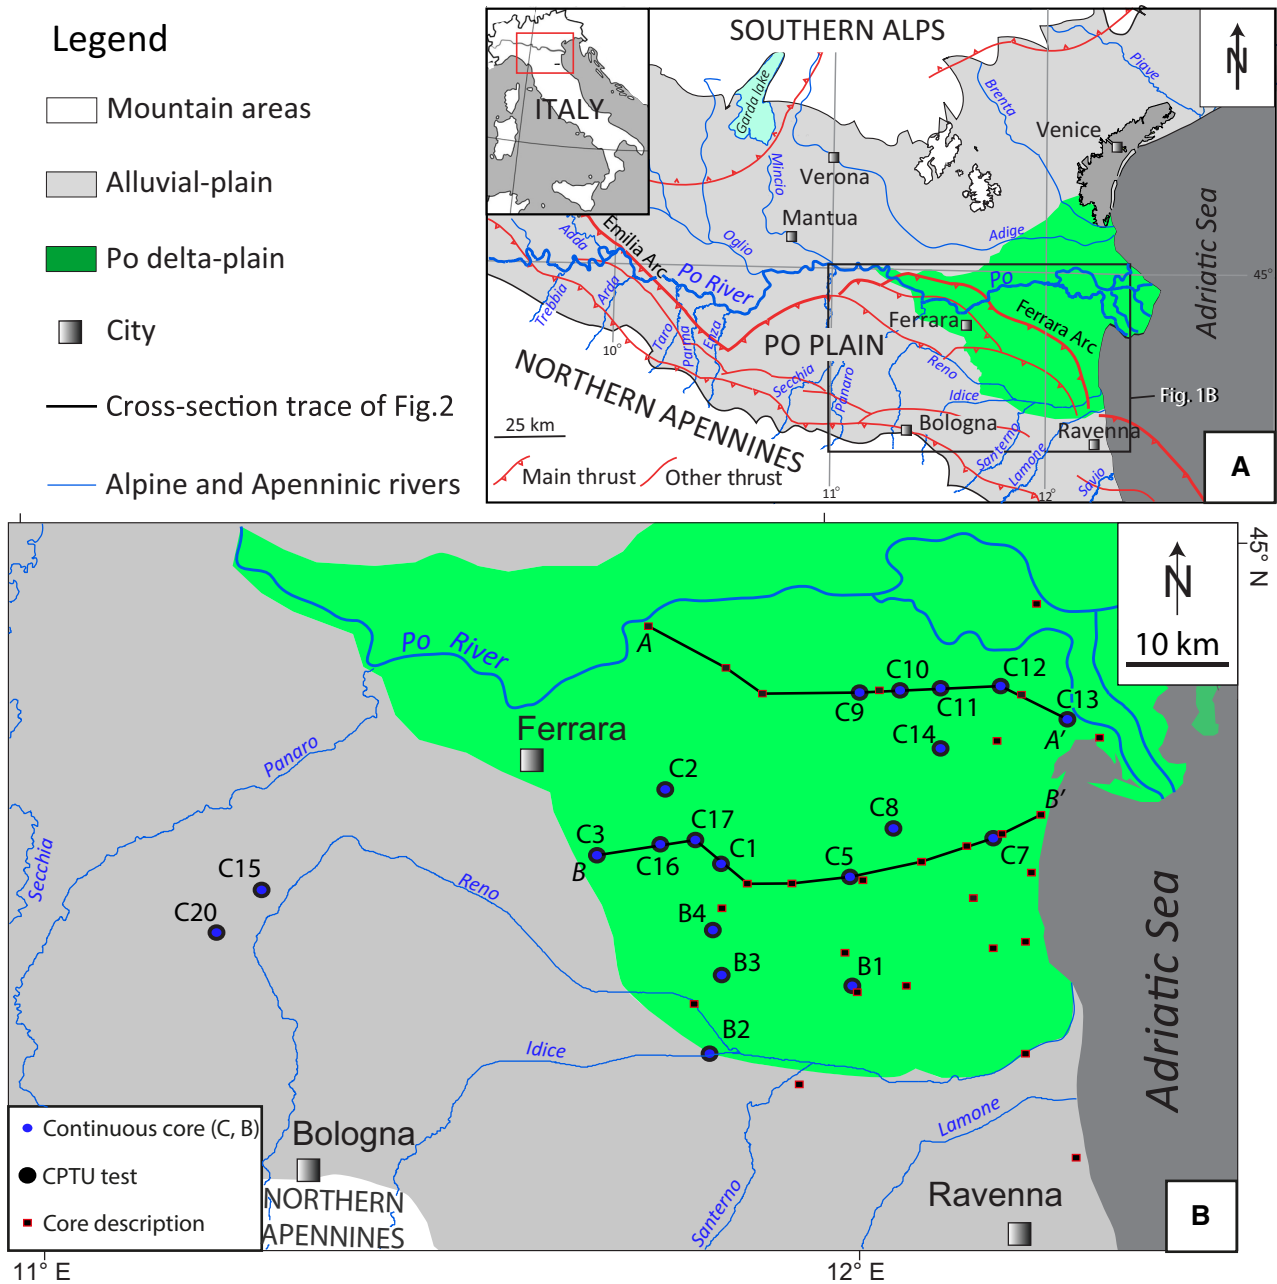 Legend
Mountain areas
Alluvial-plain
Po delta-plain
City
Cross-section trace of Fig.2
Alpine and Apenninic rivers
SOUTHERN ALPS
N
ITALY
Garda lake
Brenta
Piave
Venice
Mincio
Verona
Mantua
Adige
Adriatic Sea
Emilia Arc
Adda
Oglio
Po River
Po
45°
Trebbia
Arda
Taro
Parma
Enza
Ferrara
Ferrara Arc
PO PLAIN
10°
Reno
Secchia
Panaro
Idice
Fig. 1B
NORTHERN APENNINES
Bologna
Santerno
Lamone
Ravenna
Savio
25 km
Main thrust
Other thrust
11°
12°
A
45° N
N
10 km
Po River
A
C9
C10
C11
C12
C13
A'
C14
Ferrara
Panaro
C2
C8
B'
C17
C3
B
C16
C1
C5
C7
Secchia
C15
C20
Reno
B4
B3
B1
B2
Idice
Adriatic Sea
Lamone
Santerno
Continuous core (C, B)
CPTU test
Core description
Bologna
NORTHERN
APENNINES
Ravenna
B
11° E
12° E